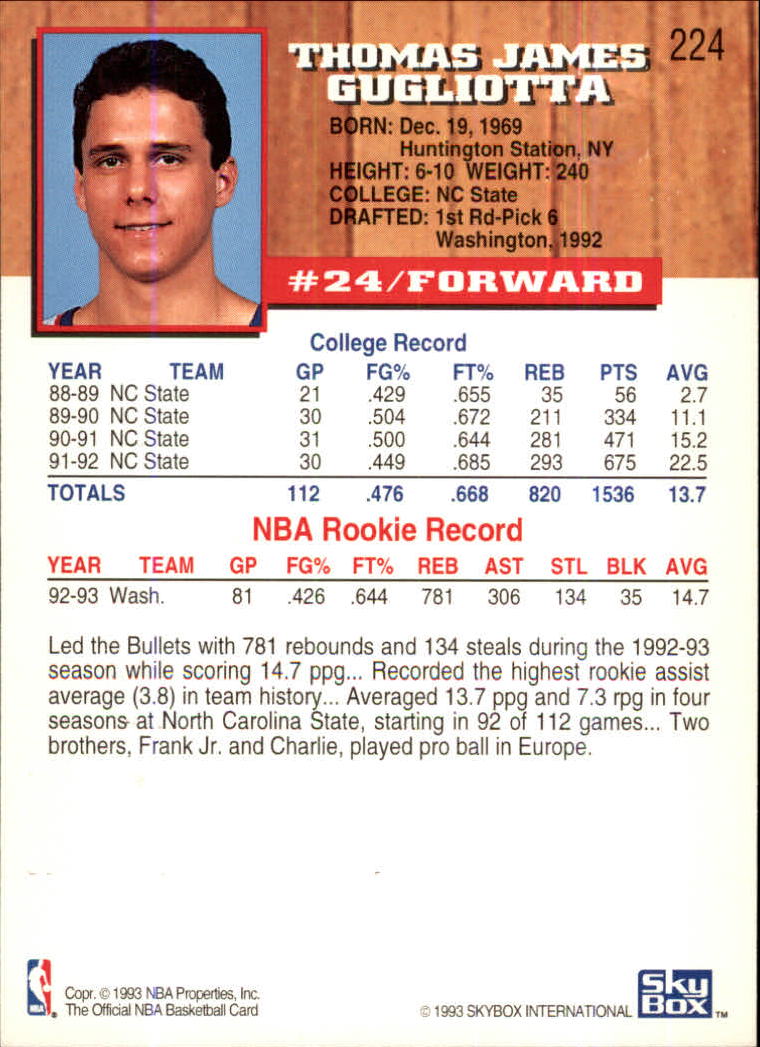 THOMAS JAMES 224
GUGLIOTTA
BORN: Dec. 19, 1969
Huntington Station, NY
HEIGHT: 6-10 WEIGHT: 240
COLLEGE: NC State
DRAFTED: 1st Rd-Pick 6
Washington, 1992
#24/FORWARD
College Record
YEAR TEAM GP FG% FT% REB PTS AVG
88-89 NC State 21 .429 .655 35 56 2.7
89-90 NC State 30 .504 .672 211 334 11.1
90-91 NC State 31 .500 .644 281 471 15.2
91-92 NC State 30 .449 .685 293 675 22.5
TOTALS 112 .476 .668 820 1536 13.7
NBA Rookie Record
YEAR TEAM GP FG% FT% REB AST STL BLK AVG
92-93 Wash. 81 .426 .644 781 306 134 35 14.7
Led the Bullets with 781 rebounds and 134 steals during the 1992-93
season while scoring 14.7 ppg... Recorded the highest rookie assist
average (3.8) in team history... Averaged 13.7 ppg and 7.3 rpg in four
seasons at North Carolina State, starting in 92 of 112 games... Two
brothers, Frank Jr. and Charlie, played pro ball in Europe.
NBA
Copr. © 1993 NBA Properties, Inc.
The Official NBA Basketball Card
© 1993 SKYBOX INTERNATIONAL
Sky
Box TM